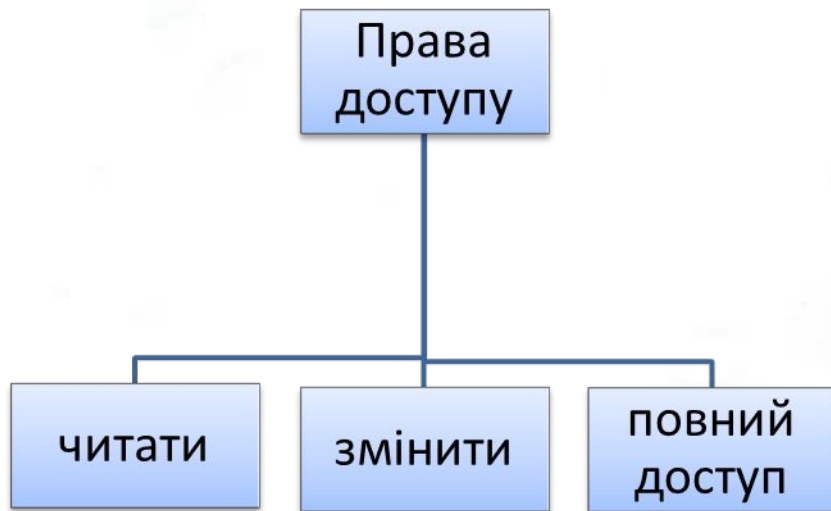 Права
доступу
читати
змінити
повний
доступ